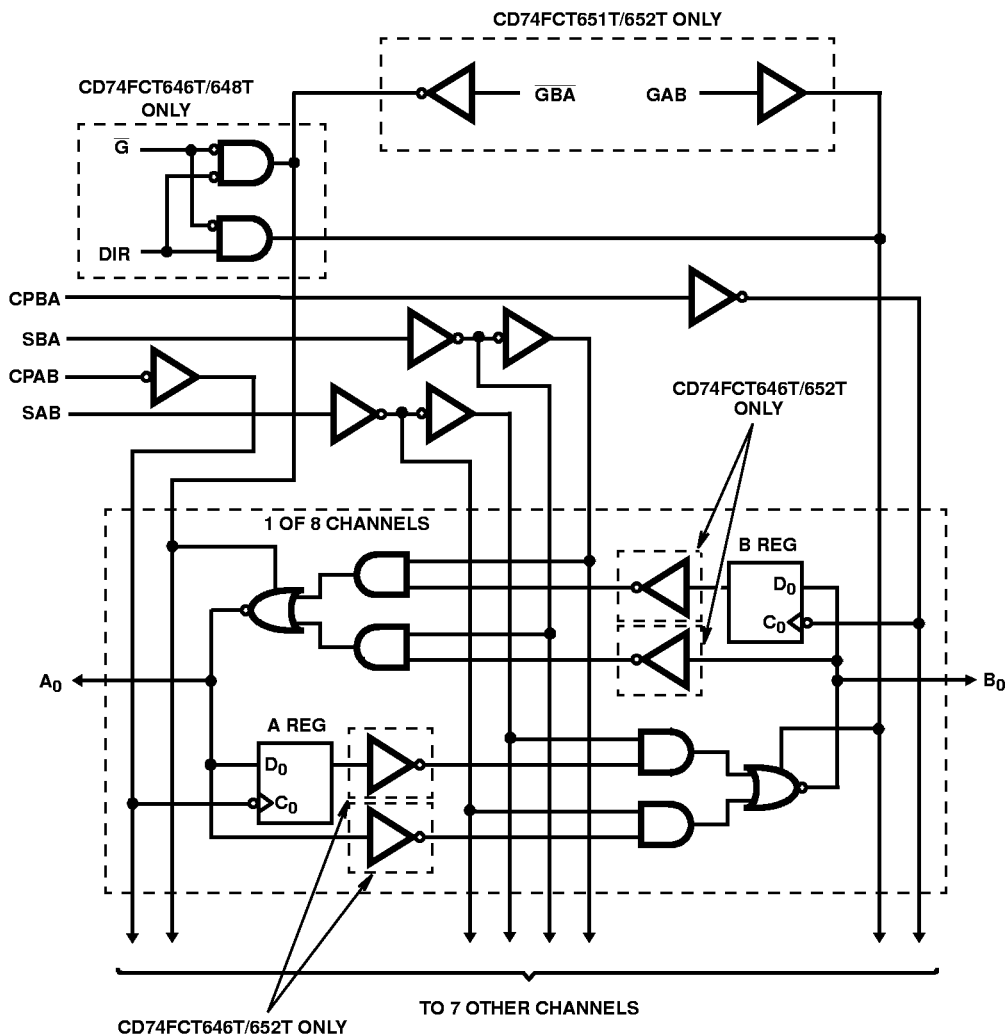 CD74FCT651T/652T ONLY
CD74FCT646T/648T
ONLY
GBA
GAB
G
DIR
CPBA
SBA
CPAB
SAB
CD74FCT646T/652T
ONLY
1 OF 8 CHANNELS
B REG
D0
C0
A0
B0
A REG
D0
C0
TO 7 OTHER CHANNELS
CD74FCT646T/652T ONLY